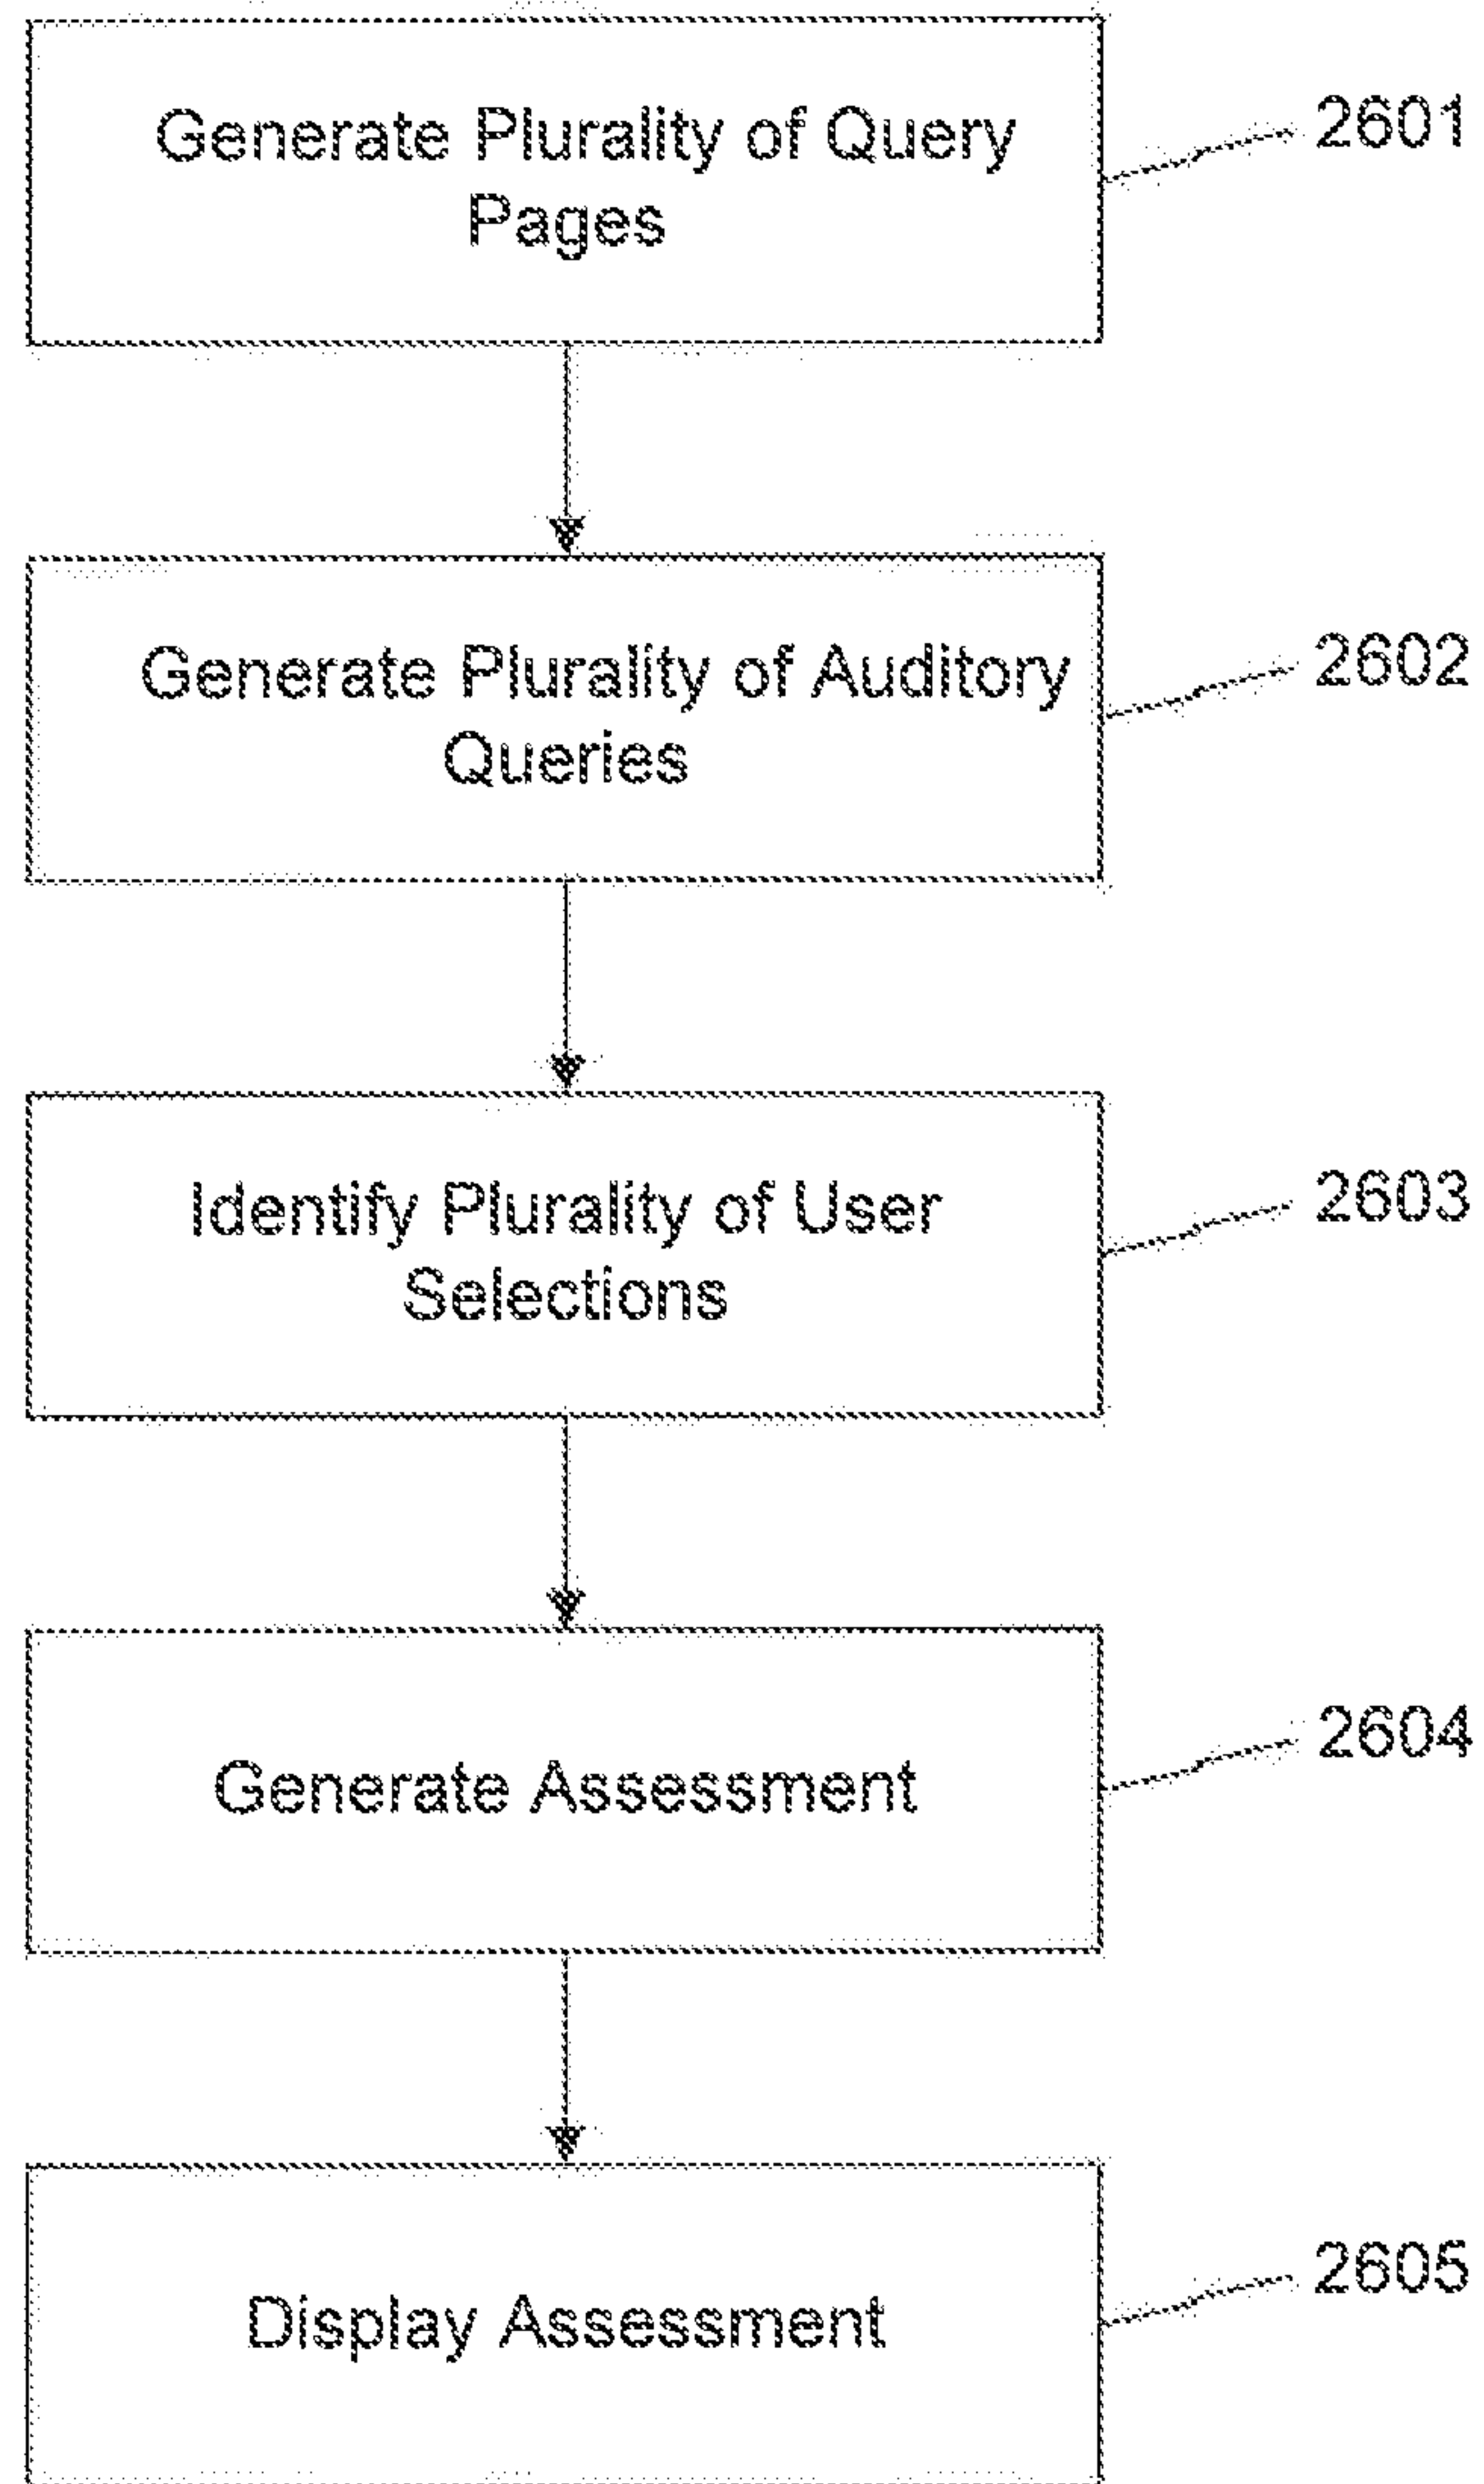 Generate Plurality of Query
Pages
2601
Generate Plurality of Auditory
Queries
2602
Identify Plurality of User
Selections
2603
Generate Assessment
2604
Display Assessment
2605